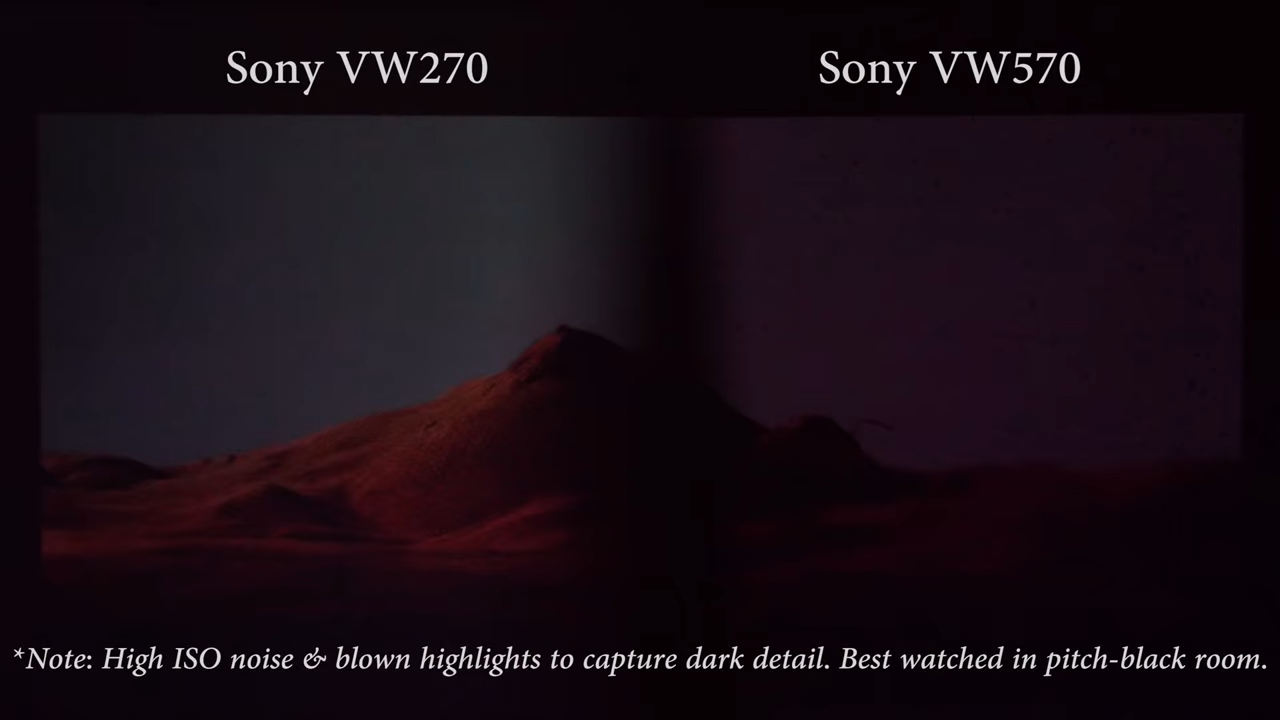 Sony VW270
Sony VW570
*Note: High ISO noise & blown highlights to capture dark detail. Best watched in pitch-black room.